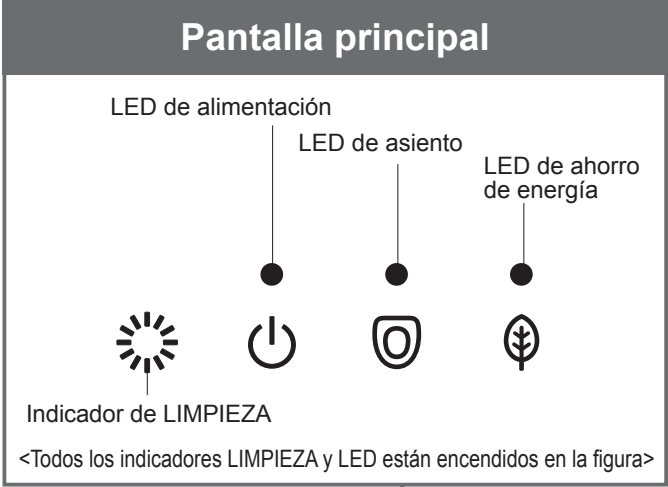 Pantalla principal
LED de alimentación
LED de asiento
LED de ahorro
de energía
Indicador de LIMPIEZA
<Todos los indicadores LIMPIEZA y LED están encendidos en la figura>